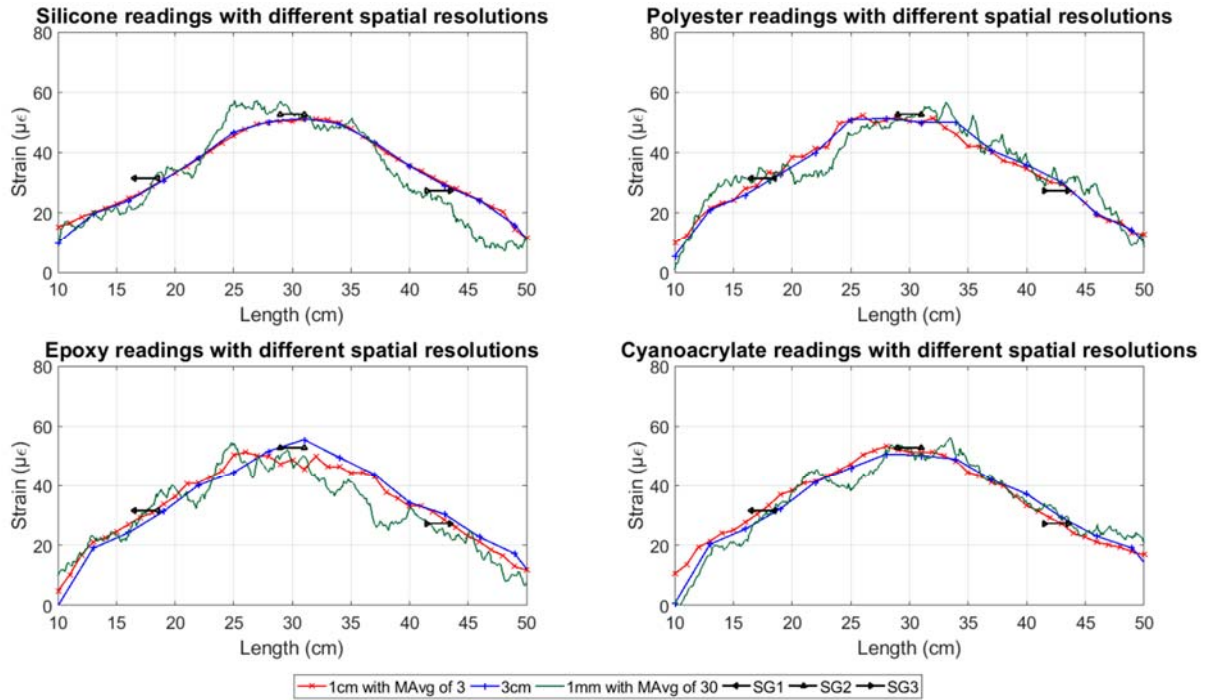 Silicone readings with different spatial resolutions
80
60
40
20
0
Strain (µϵ)
10 15 20 25 30 35 40 45 50
Length (cm)
Polyester readings with different spatial resolutions
80
60
40
20
0
Strain (µϵ)
10 15 20 25 30 35 40 45 50
Length (cm)
Epoxy readings with different spatial resolutions
80
60
40
20
0
Strain (µϵ)
10 15 20 25 30 35 40 45 50
Length (cm)
Cyanoacrylate readings with different spatial resolutions
80
60
40
20
0
Strain (µϵ)
10 15 20 25 30 35 40 45 50
Length (cm)
1cm with MAvg of 3 3cm 1mm with MAvg of 30 SG1 SG2 SG3